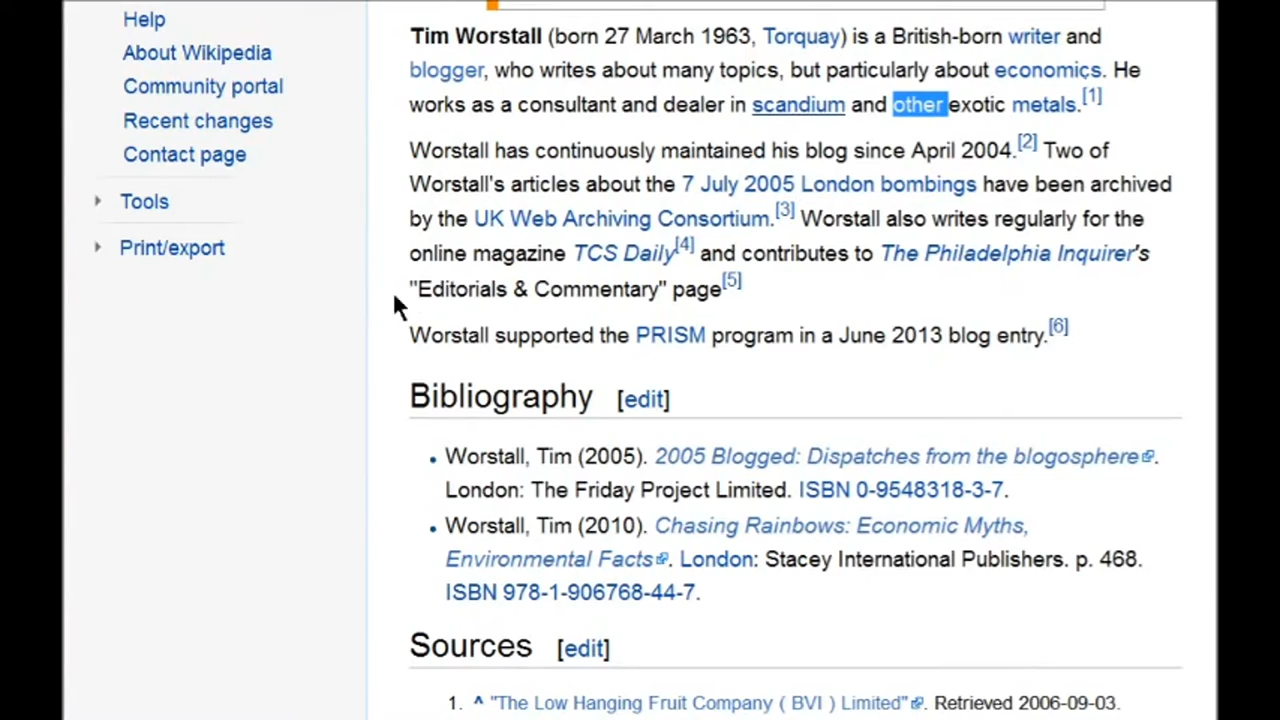 Help
About Wikipedia
Community portal
Recent changes
Contact page
Tools
Print/export
Tim Worstall (born 27 March 1963, Torquay) is a British-born writer and
blogger, who writes about many topics, but particularly about economics. He
works as a consultant and dealer in scandium and other exotic metals.[1]
Worstall has continuously maintained his blog since April 2004.[2] Two of
Worstall's articles about the 7 July 2005 London bombings have been archived
by the UK Web Archiving Consortium.[3] Worstall also writes regularly for the
online magazine TCS Daily[4] and contributes to The Philadelphia Inquirer's
"Editorials & Commentary" page[5]
Worstall supported the PRISM program in a June 2013 blog entry.[6]
Bibliography [edit]
• Worstall, Tim (2005). 2005 Blogged: Dispatches from the blogosphere.
London: The Friday Project Limited. ISBN 0-9548318-3-7.
• Worstall, Tim (2010). Chasing Rainbows: Economic Myths,
Environmental Facts. London: Stacey International Publishers. p. 468.
ISBN 978-1-906768-44-7.
Sources [edit]
1. ^ "The Low Hanging Fruit Company ( BVI ) Limited". Retrieved 2006-09-03.